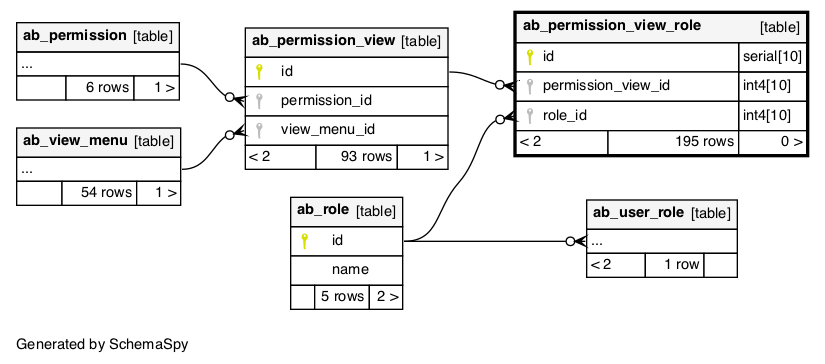 ab_permission [table]
...
6 rows 1 >
ab_view_menu [table]
...
54 rows 1 >
ab_permission_view [table]
id
permission_id
view_menu_id
< 2 93 rows 1 >
ab_permission_view_role [table]
id serial[10]
permission_view_id int4[10]
role_id int4[10]
< 2 195 rows 0 >
ab_role [table]
id
name
5 rows 2 >
ab_user_role [table]
...
< 2 1 row
Generated by SchemaSpy